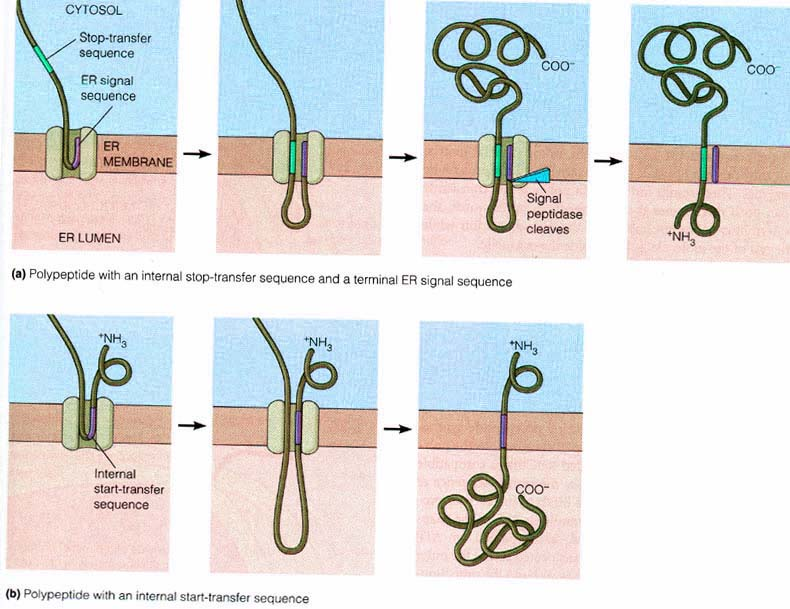 CYTOSOL
Stop-transfer
sequence
ER signal
sequence
ER
MEMBRANE
ER LUMEN
COO⁻
Signal
peptidase
cleaves
COO⁻
⁺NH₃
(a) Polypeptide with an internal stop-transfer sequence and a terminal ER signal sequence
⁺NH₃
Internal
start-transfer
sequence
⁺NH₃
⁺NH₃
COO⁻
(b) Polypeptide with an internal start-transfer sequence